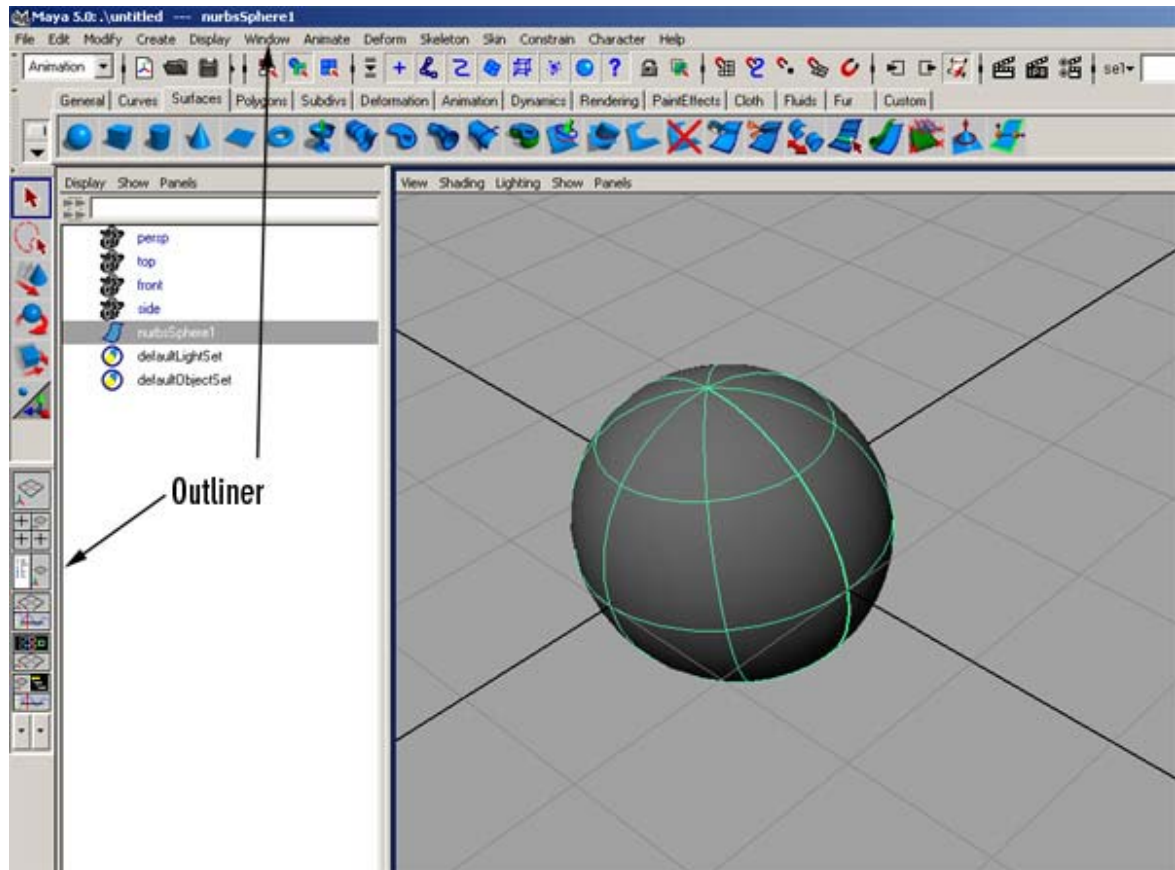 Maya 5.0: .\untitled --- nurbsSphere1
File Edit Modify Create Display Window Animate Deform Skeleton Skin Constrain Character Help
Animation sel
General Curves Surfaces Polygons Subdivs Deformation Animation Dynamics Rendering PaintEffects Cloth Fluids Fur Custom
Display Show Panels
View Shading Lighting Show Panels
persp
top
front
side
nurbsSphere1
defaultLightSet
defaultObjectSet
Outliner